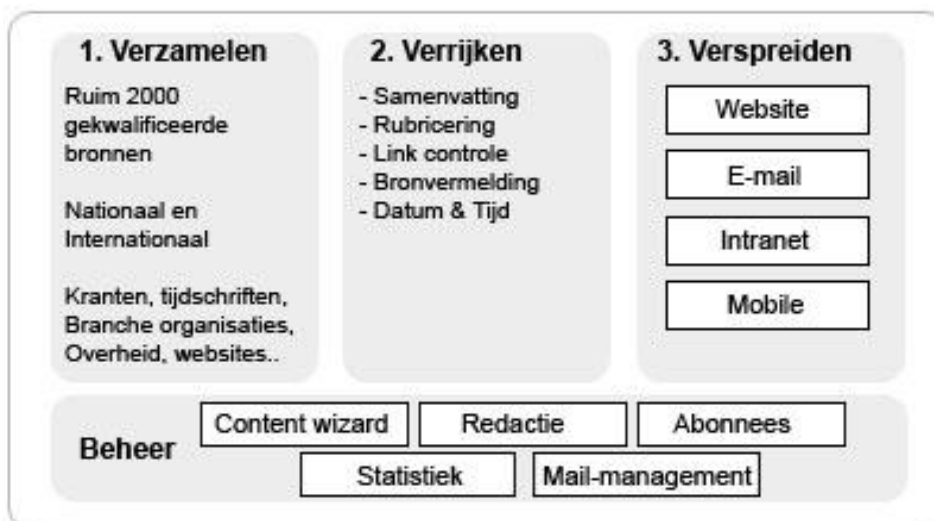 1. Verzamelen
Ruim 2000
gekwalificeerde
bronnen
Nationaal en
Internationaal
Kranten, tijdschriften,
Branche organisaties,
Overheid, websites..
2. Verrijken
- Samenvatting
- Rubricering
- Link controle
- Bronvermelding
- Datum & Tijd
3. Verspreiden
Website
E-mail
Intranet
Mobile
Beheer
Content wizard
Redactie
Abonnees
Statistiek
Mail-management